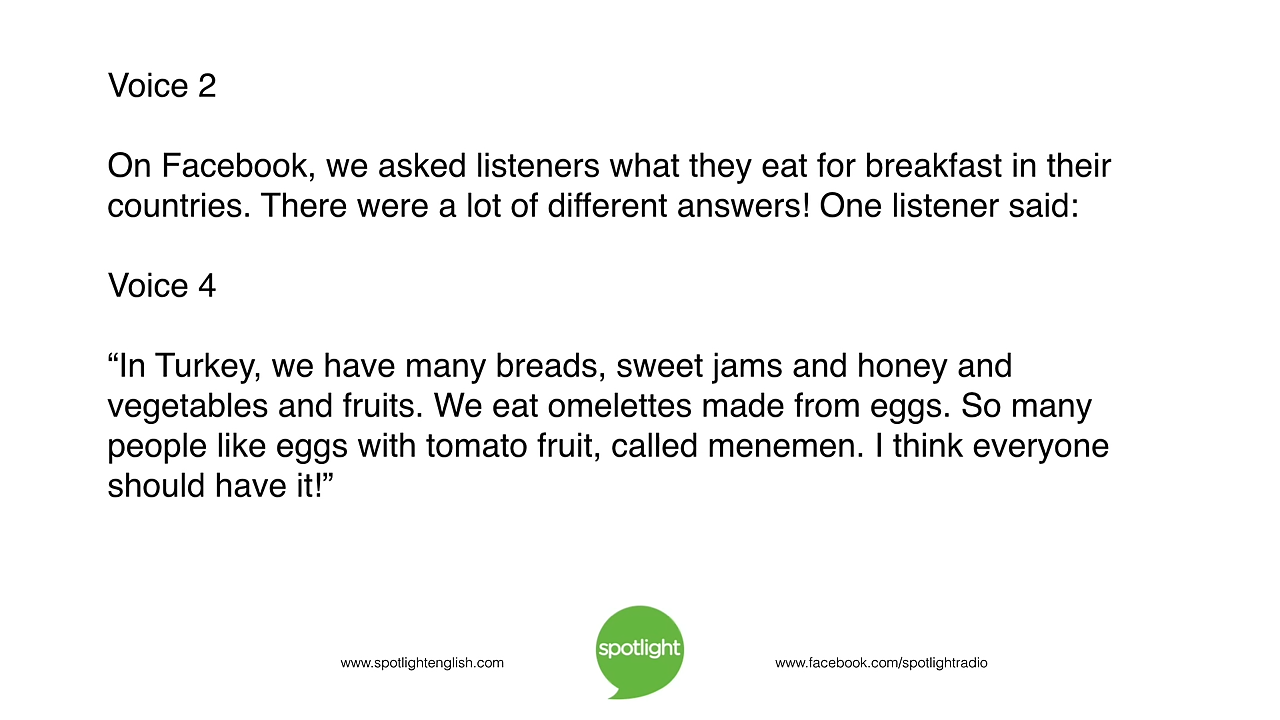 Voice 2
On Facebook, we asked listeners what they eat for breakfast in their
countries. There were a lot of different answers! One listener said:
Voice 4
“In Turkey, we have many breads, sweet jams and honey and
vegetables and fruits. We eat omelettes made from eggs. So many
people like eggs with tomato fruit, called menemen. I think everyone
should have it!”
www.spotlightenglish.com
spotlight
www.facebook.com/spotlightradio